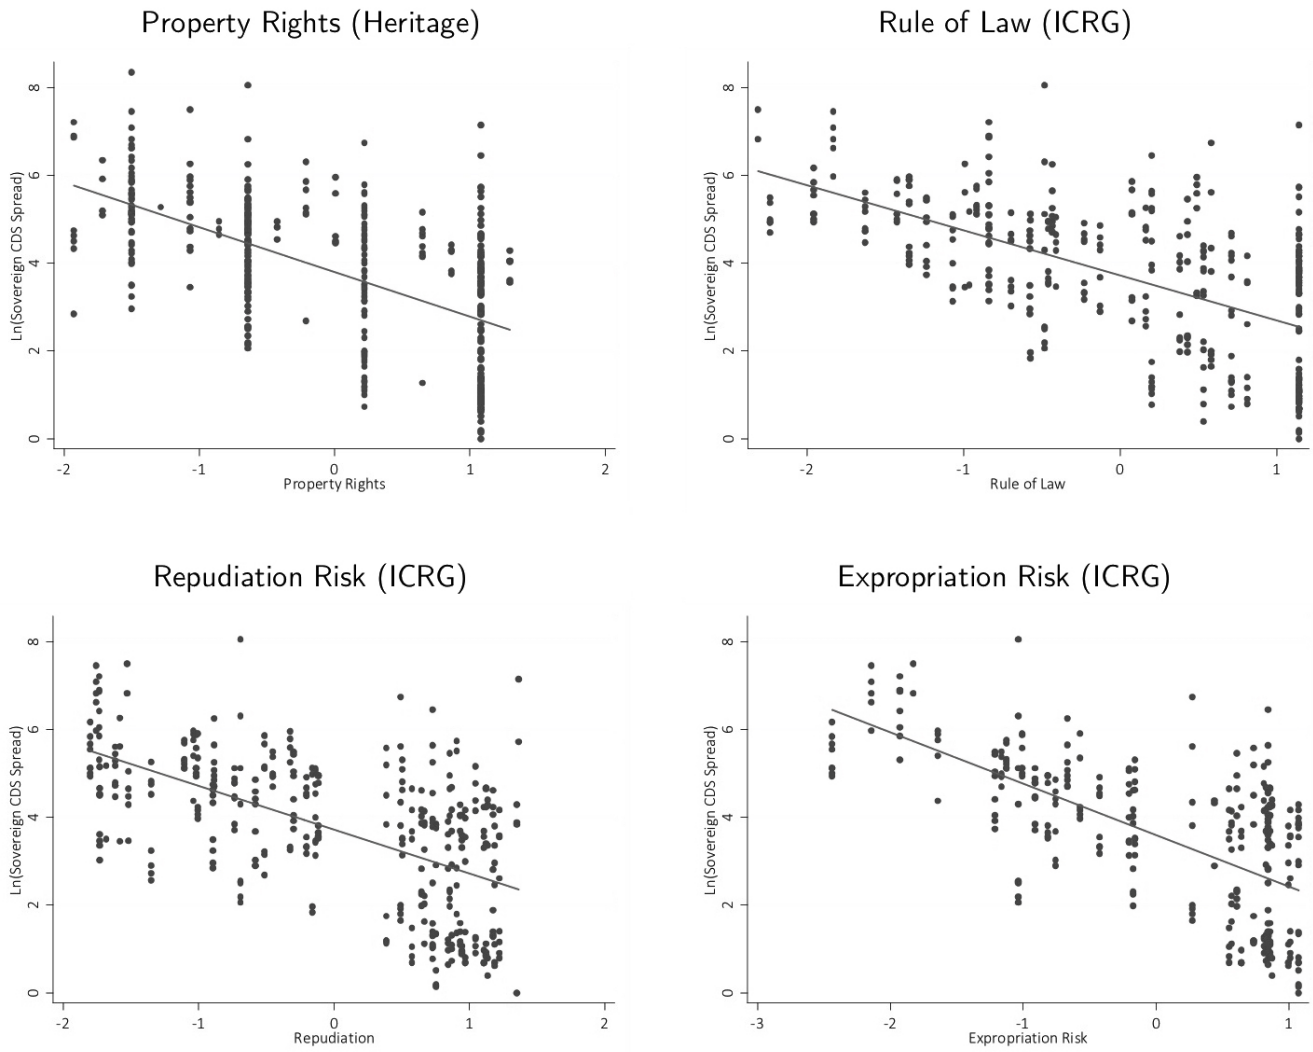 Property Rights (Heritage)
Ln(Sovereign CDS Spread)
8
6
4
2
0
-2 -1 0 1 2
Property Rights
Rule of Law (ICRG)
Ln(Sovereign CDS Spread)
8
6
4
2
0
-2 -1 0 1
Rule of Law
Repudiation Risk (ICRG)
Ln(Sovereign CDS Spread)
8
6
4
2
0
-2 -1 0 1 2
Repudiation
Expropriation Risk (ICRG)
Ln(Sovereign CDS Spread)
8
6
4
2
0
-3 -2 -1 0 1
Expropriation Risk